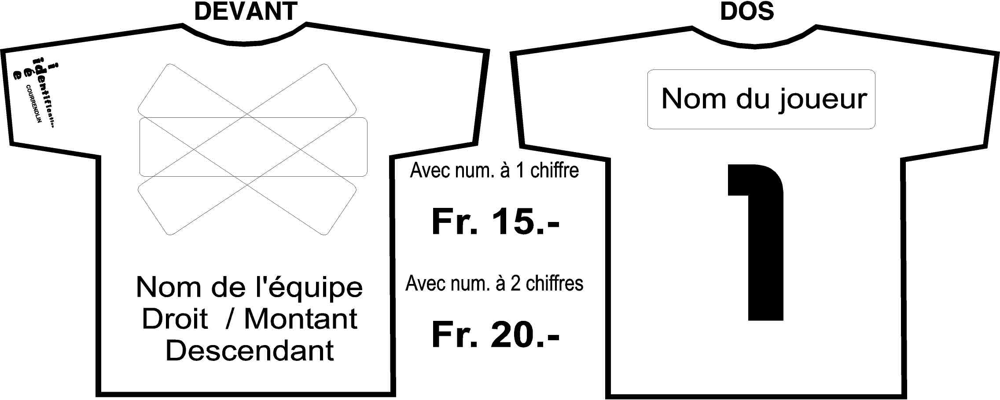 DEVANT
DOS
i
identification
é
e
COURRENDLIN
Nom du joueur
Avec num. à 1 chiffre
Fr. 15.-
Avec num. à 2 chiffres
Fr. 20.-
1
Nom de l'équipe
Droit / Montant
Descendant